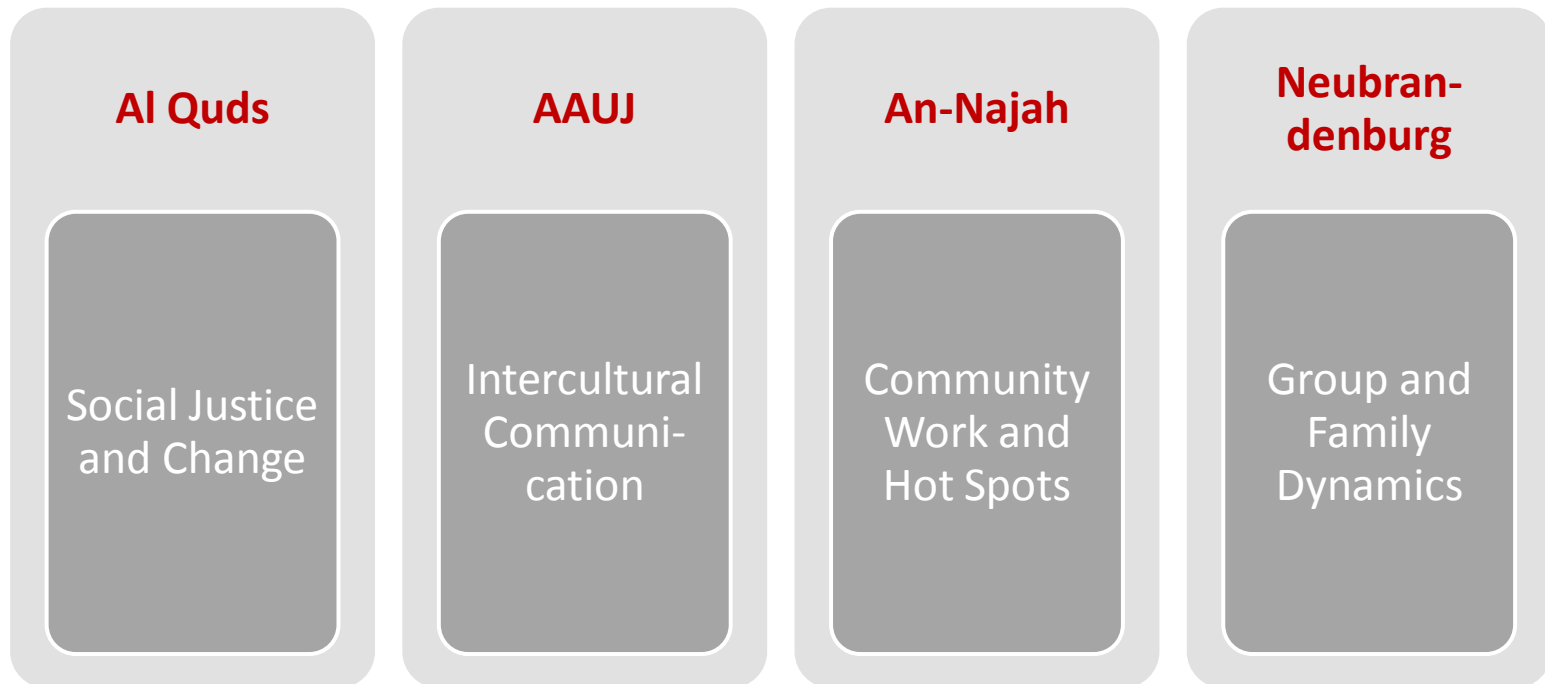 Al Quds
Social Justice
and Change
AAUJ
Intercultural
Communi-
cation
An-Najah
Community
Work and
Hot Spots
Neubran-
denburg
Group and
Family
Dynamics